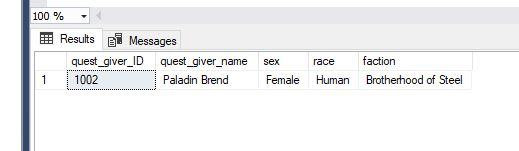 100 %
Results Messages
quest_giver_ID quest_giver_name sex race faction
1 1002 Paladin Brend Female Human Brotherhood of Steel